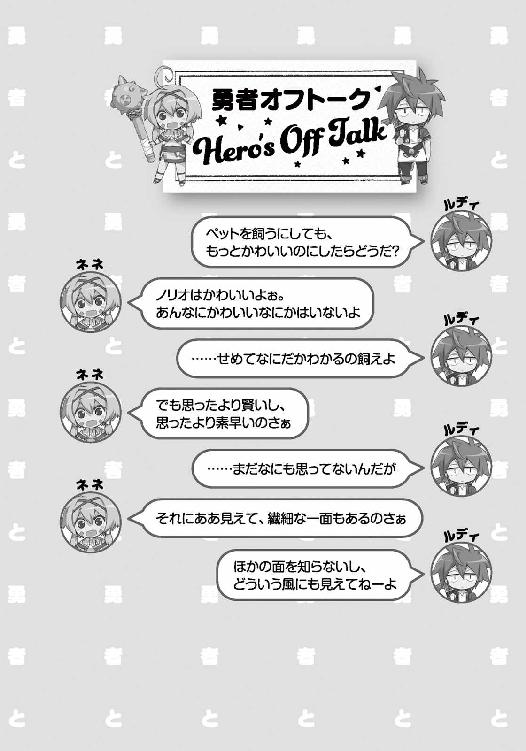 勇者オフトーク
Hero's Off Talk
ルディ
ペットを飼うにしても、
もっとかわいいのにしたらどうだ?
ネネ
ノリオはかわいいよぉ。
あんなにかわいいなにかはいないよ
ルディ
……せめてなにだかわかるの飼えよ
ネネ
でも思ったより賢いし、
思ったより素早いのさぁ
ルディ
……まだなにも思ってないんだが
ネネ
それにああ見えて、繊細な一面もあるのさぁ
ルディ
ほかの面を知らないし、
どういう風にも見えてねーよ